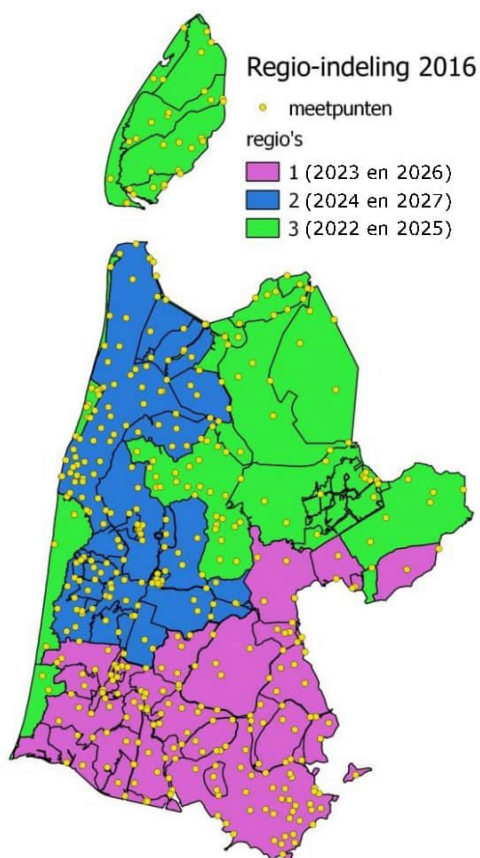 Regio-indeling 2016
meetpunten
regio's
1 (2023 en 2026)
2 (2024 en 2027)
3 (2022 en 2025)